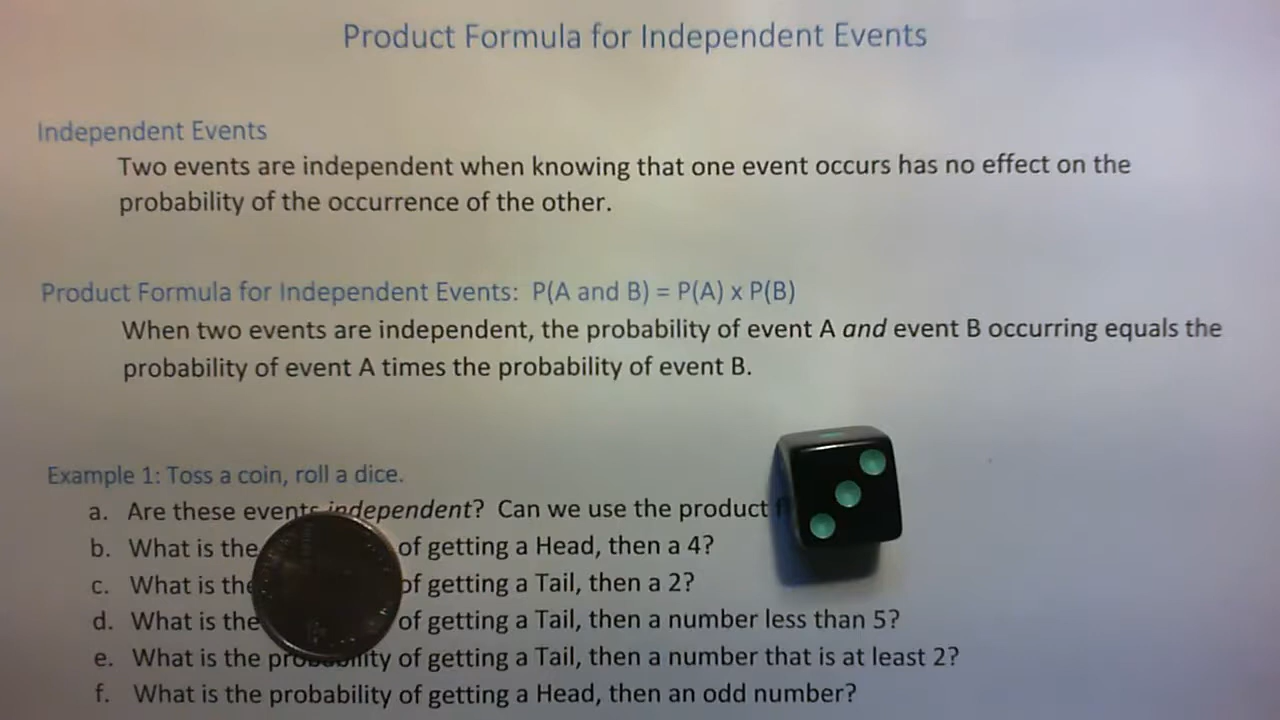 Product Formula for Independent Events
Independent Events
Two events are independent when knowing that one event occurs has no effect on the
probability of the occurrence of the other.
Product Formula for Independent Events: P(A and B) = P(A) x P(B)
When two events are independent, the probability of event A and event B occurring equals the
probability of event A times the probability of event B.
Example 1: Toss a coin, roll a dice.
a. Are these events independent? Can we use the product
b. What is the of getting a Head, then a 4?
c. What is the of getting a Tail, then a 2?
d. What is the of getting a Tail, then a number less than 5?
e. What is the probability of getting a Tail, then a number that is at least 2?
f. What is the probability of getting a Head, then an odd number?